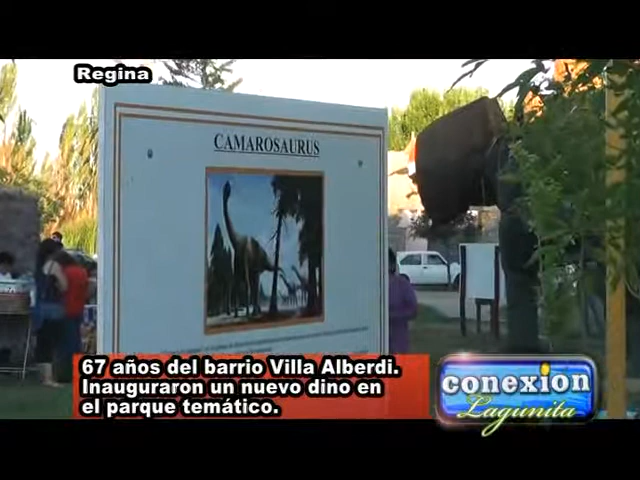 Regina
CAMAROSAURUS
67 años del barrio Villa Alberdi.
Inauguraron un nuevo dino en
el parque temático.
conexion
Lagunita